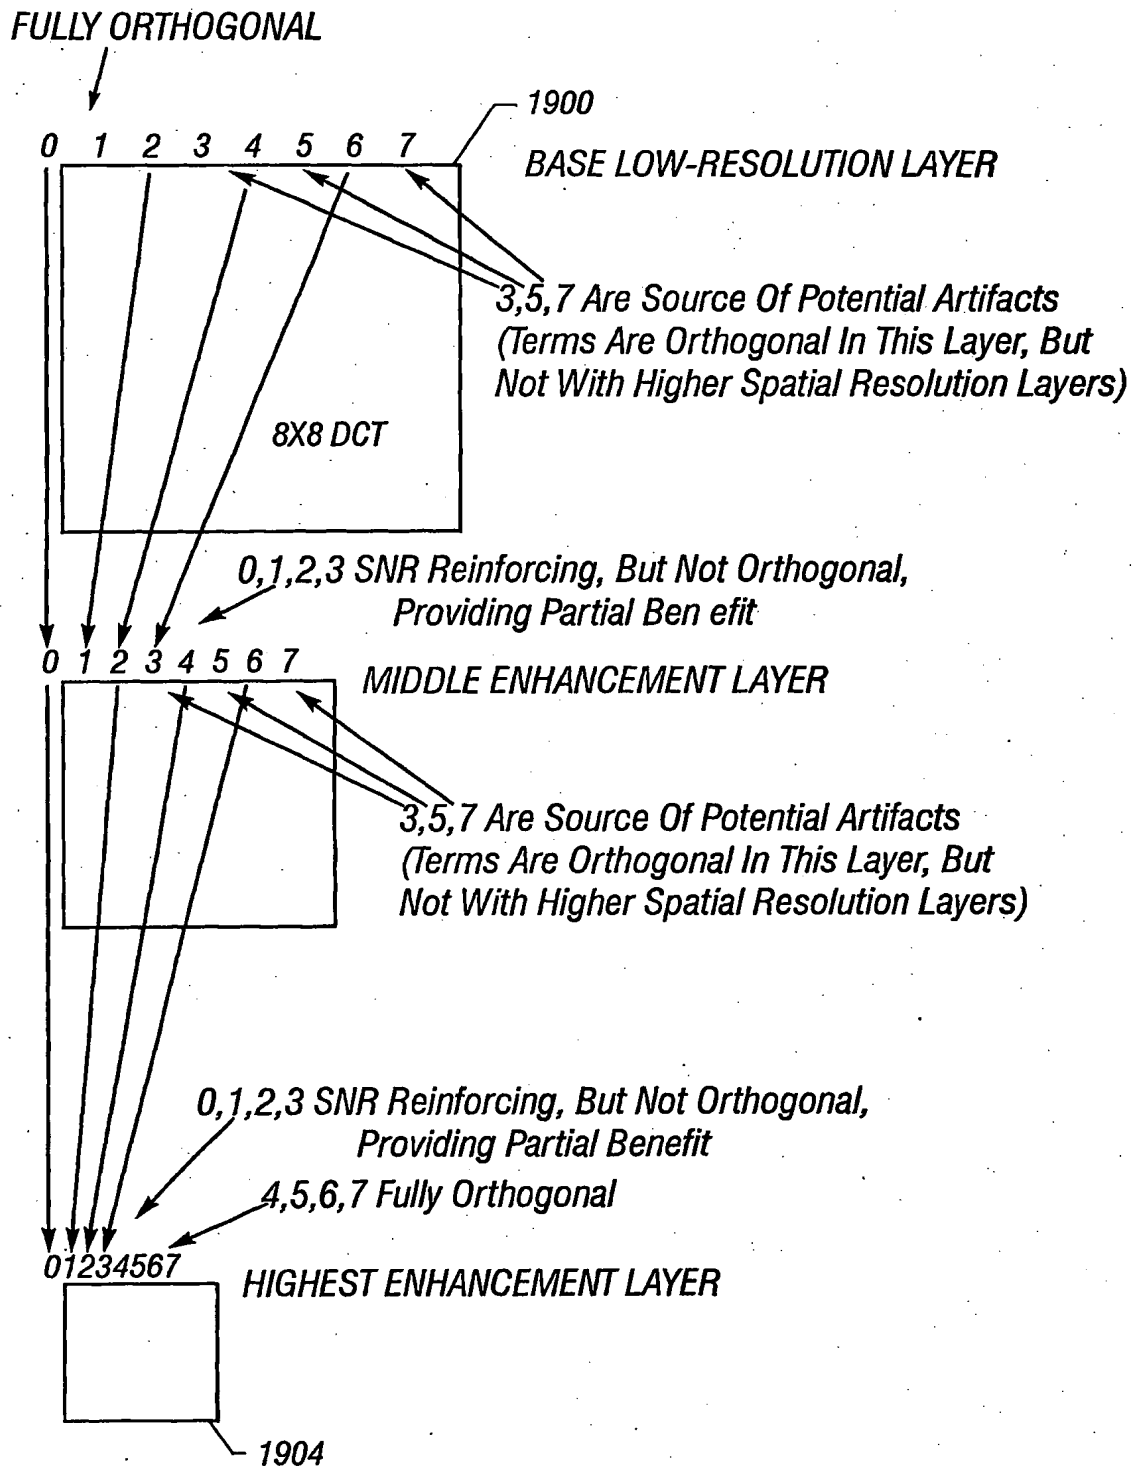 FULLY ORTHOGONAL
1900
0 1 2 3 4 5 6 7
BASE LOW-RESOLUTION LAYER
3,5,7 Are Source Of Potential Artifacts
(Terms Are Orthogonal In This Layer, But
Not With Higher Spatial Resolution Layers)
8X8 DCT
0,1,2,3 SNR Reinforcing, But Not Orthogonal,
Providing Partial Ben efit
0 1 2 3 4 5 6 7
MIDDLE ENHANCEMENT LAYER
3,5,7 Are Source Of Potential Artifacts
(Terms Are Orthogonal In This Layer, But
Not With Higher Spatial Resolution Layers)
0,1,2,3 SNR Reinforcing, But Not Orthogonal,
Providing Partial Benefit
4,5,6,7 Fully Orthogonal
01234567
HIGHEST ENHANCEMENT LAYER
1904